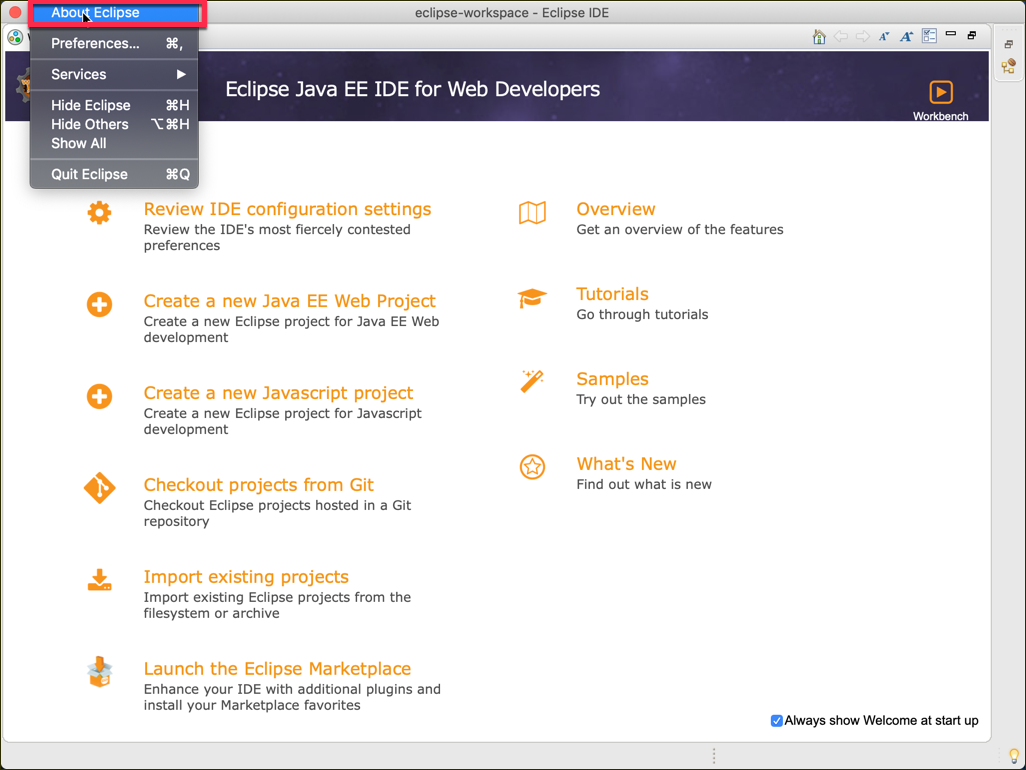 About Eclipse
eclipse-workspace - Eclipse IDE
Preferences... ⌘,
Services ▶
Hide Eclipse ⌘H
Hide Others ⌥⌘H
Show All
Quit Eclipse ⌘Q
Eclipse Java EE IDE for Web Developers
Workbench
Review IDE configuration settings
Review the IDE's most fiercely contested
preferences
Create a new Java EE Web Project
Create a new Eclipse project for Java EE Web
development
Create a new Javascript project
Create a new Eclipse project for Javascript
development
Checkout projects from Git
Checkout Eclipse projects hosted in a Git
repository
Import existing projects
Import existing Eclipse projects from the
filesystem or archive
Launch the Eclipse Marketplace
Enhance your IDE with additional plugins and
install your Marketplace favorites
Overview
Get an overview of the features
Tutorials
Go through tutorials
Samples
Try out the samples
What's New
Find out what is new
Always show Welcome at start up